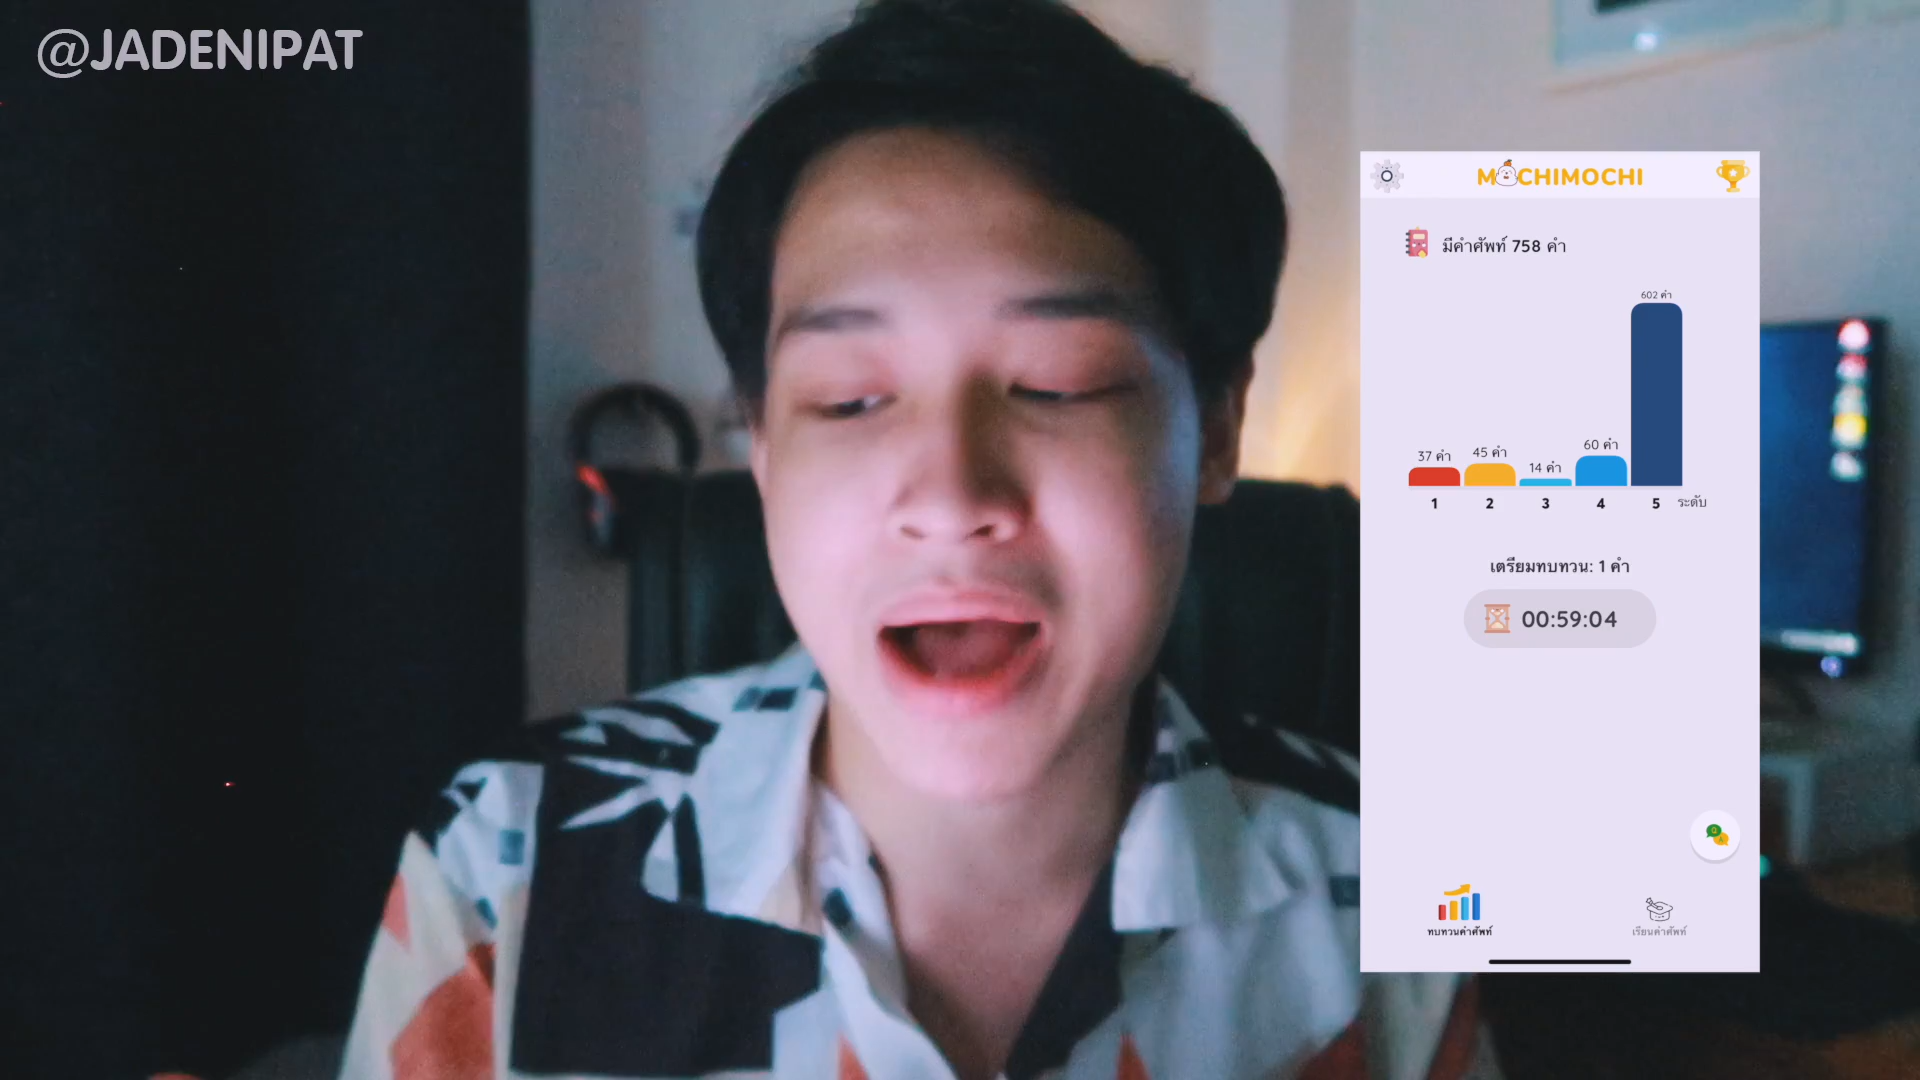 @JADENIPAT
MOCHIMOCHI
มีคำศัพท์ 758 คำ
602 คำ
60 คำ
45 คำ
37 คำ
14 คำ
1 2 3 4 5 ระดับ
เตรียมทบทวน: 1 คำ
00:59:04
ทบทวนคำศัพท์
เรียนคำศัพท์